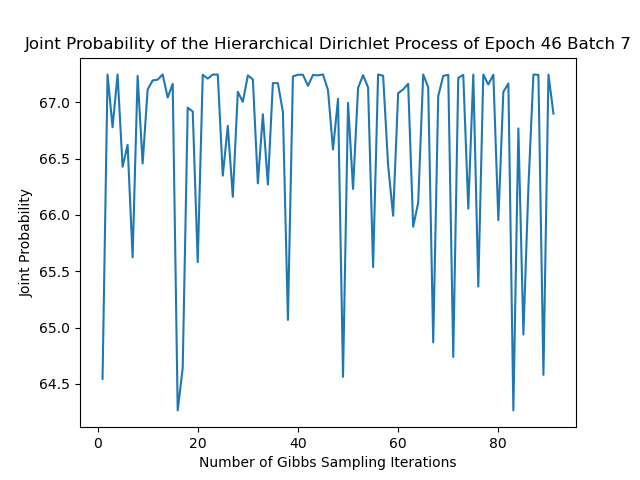 Joint Probability of the Hierarchical Dirichlet Process of Epoch 46 Batch 7
67.0
66.5
66.0
65.5
65.0
64.5
Joint Probability
0 20 40 60 80
Number of Gibbs Sampling Iterations